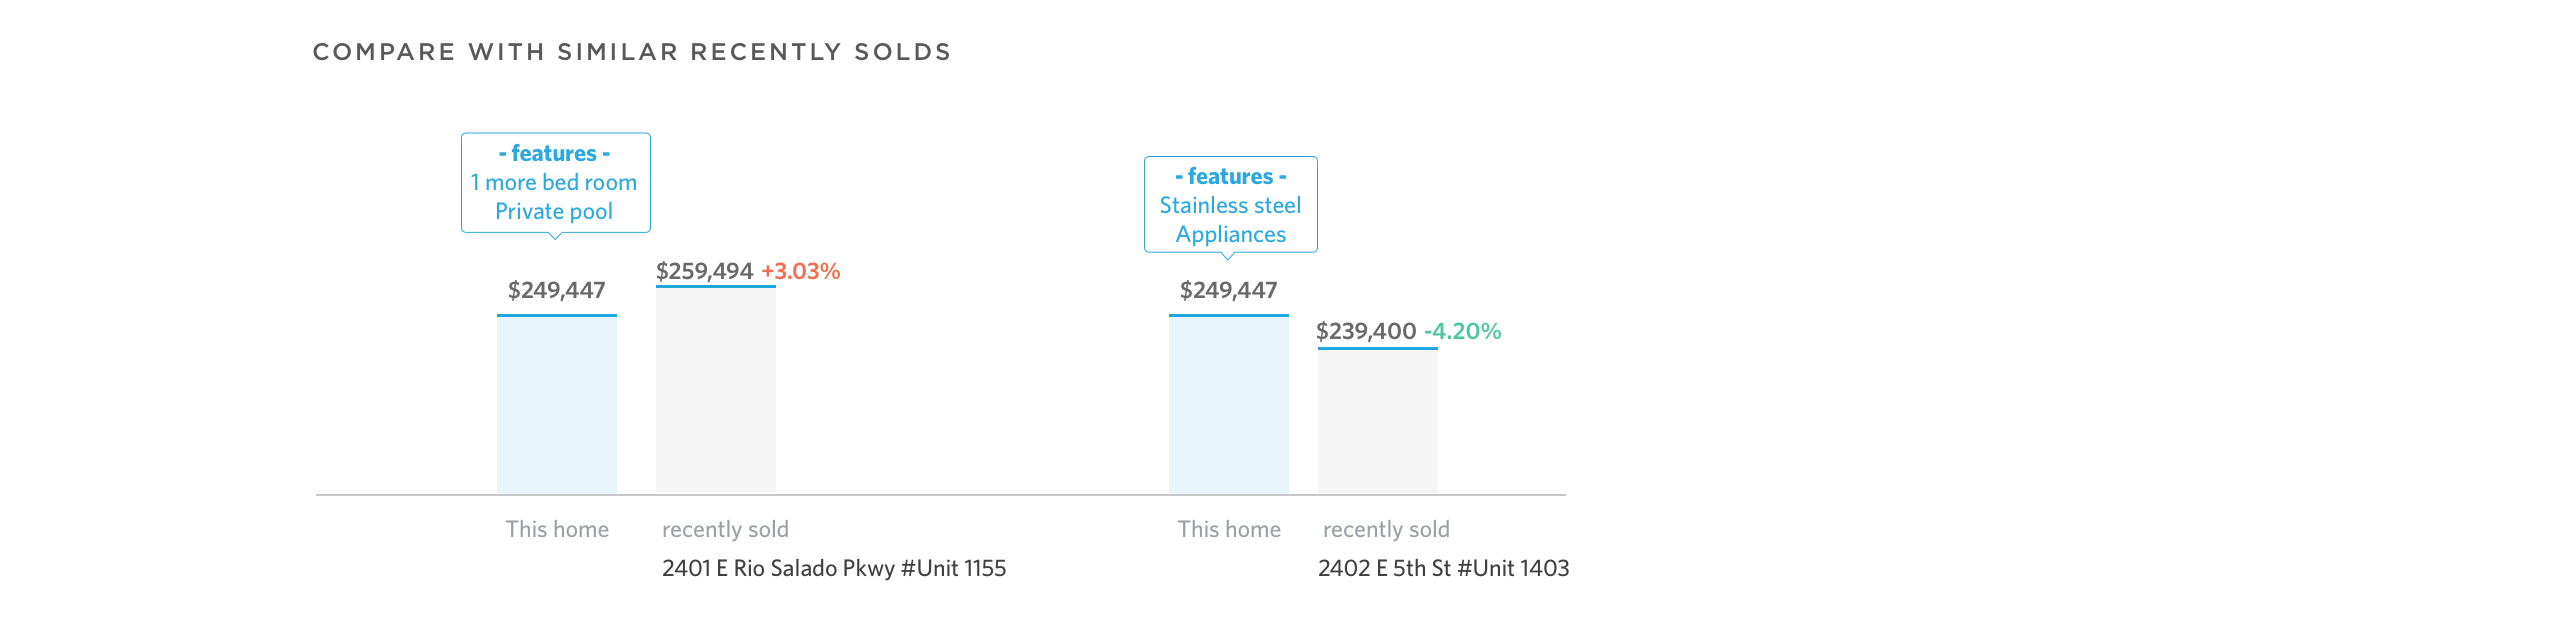 COMPARE WITH SIMILAR RECENTLY SOLDS
- features -
1 more bed room
Private pool
$249,447
$259,494 +3.03%
This home
recently sold
2401 E Rio Salado Pkwy #Unit 1155
- features -
Stainless steel
Appliances
$249,447
$239,400 -4.20%
This home
recently sold
2402 E 5th St #Unit 1403